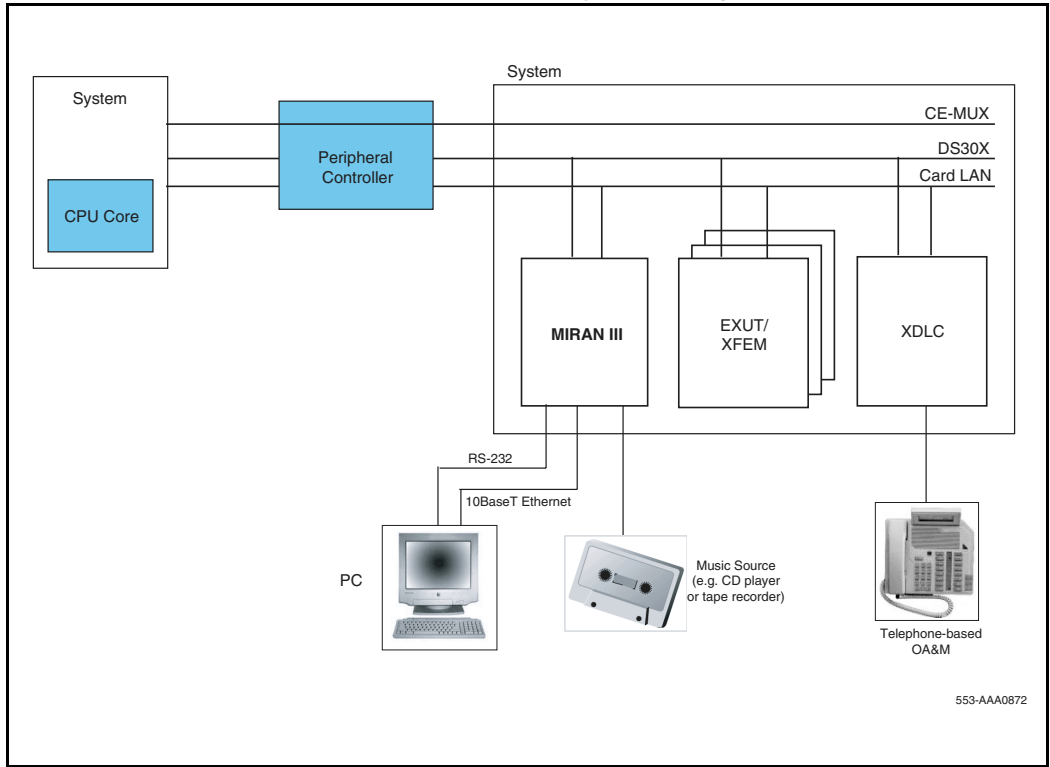 System
System
CE-MUX
DS30X
Card LAN
Peripheral
Controller
CPU Core
MIRAN III
EXUT/
XFEM
XDLC
RS-232
10BaseT Ethernet
PC
Music Source
(e.g. CD player
or tape recorder)
Telephone-based
OA&M
553-AAA0872